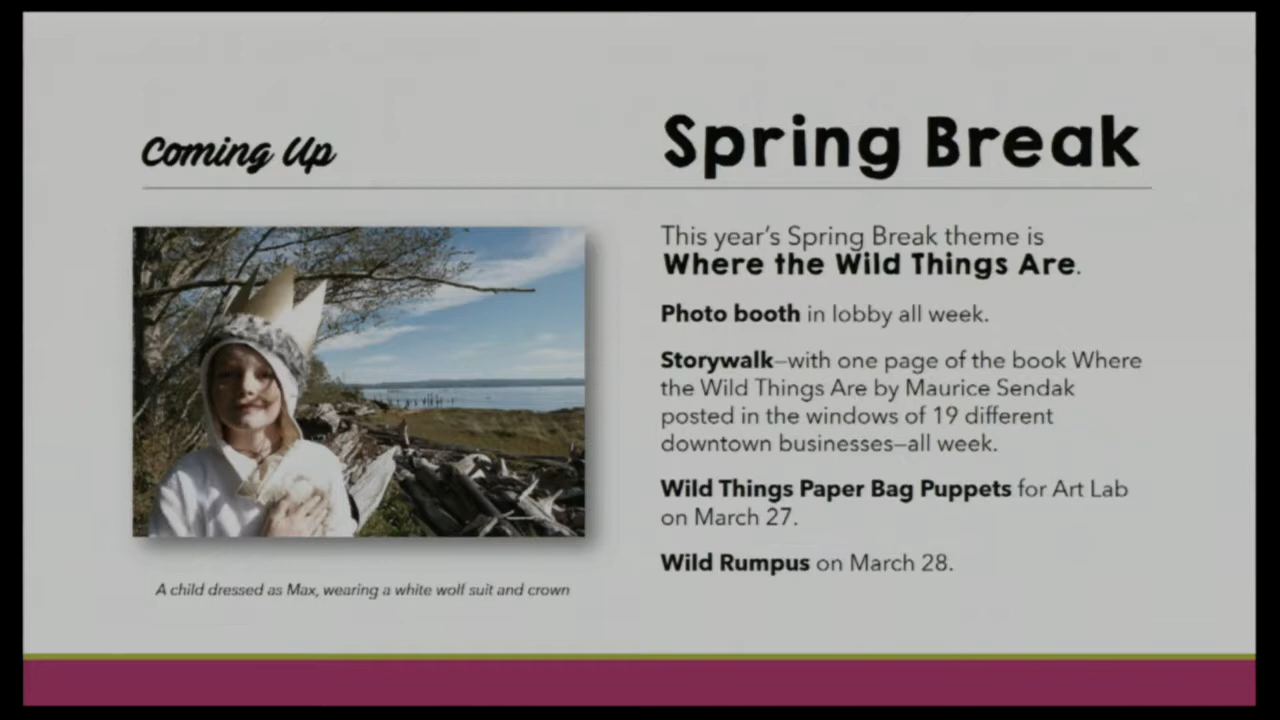 Coming Up
Spring Break
This year's Spring Break theme is
Where the Wild Things Are.
Photo booth in lobby all week.
Storywalk—with one page of the book Where
the Wild Things Are by Maurice Sendak
posted in the windows of 19 different
downtown businesses—all week.
Wild Things Paper Bag Puppets for Art Lab
on March 27.
Wild Rumpus on March 28.
A child dressed as Max, wearing a white wolf suit and crown